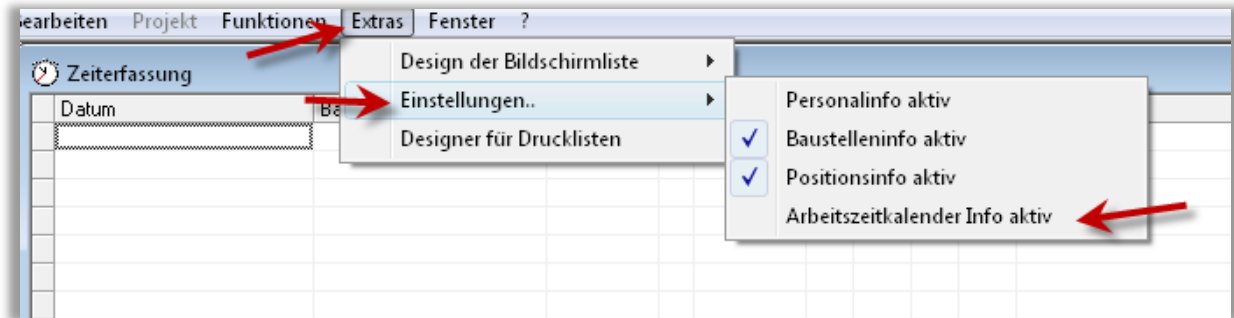 earbeiten Projekt Funktionen Extras Fenster ?
Design der Bildschirmliste
Zeiterfassung
Einstellungen..
Personalinfo aktiv
Datum Ba
Designer für Drucklisten
Baustelleninfo aktiv
Positionsinfo aktiv
Arbeitszeitkalender Info aktiv